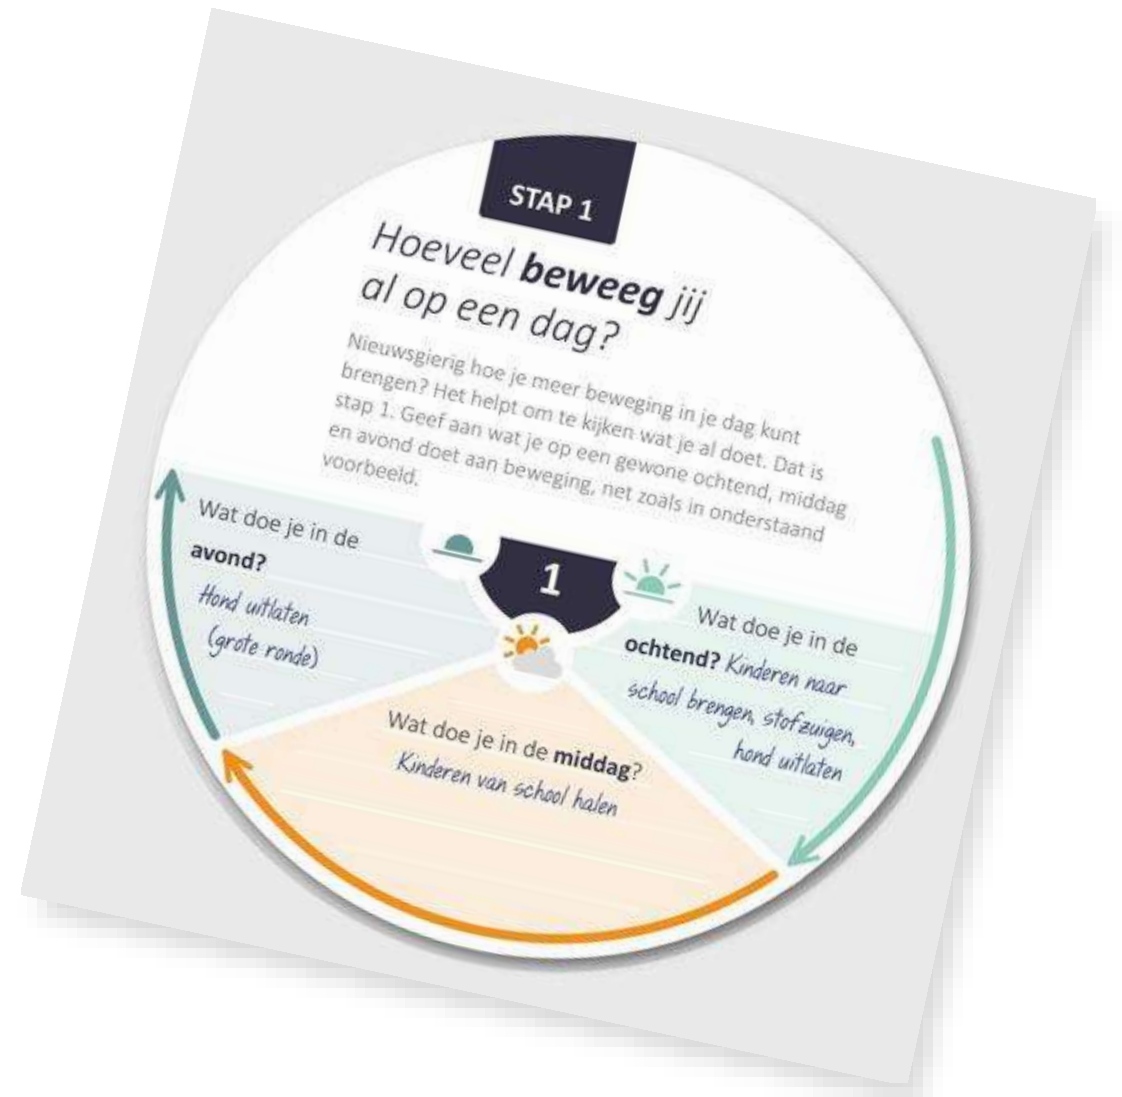 STAP 1
Hoeveel beweeg jij
al op een dag?
Nieuwsgierig hoe je meer beweging in je dag kunt
brengen? Het helpt om te kijken wat je al doet. Dat is
stap 1. Geef aan wat je op een gewone ochtend, middag
en avond doet aan beweging, net zoals in onderstaand
voorbeeld.
1
Wat doe je in de
ochtend? Kinderen naar
school brengen, stofzuigen,
hond uitlaten
Wat doe je in de middag?
Kinderen van school halen
Wat doe je in de
avond?
Hond uitlaten
(grote ronde)